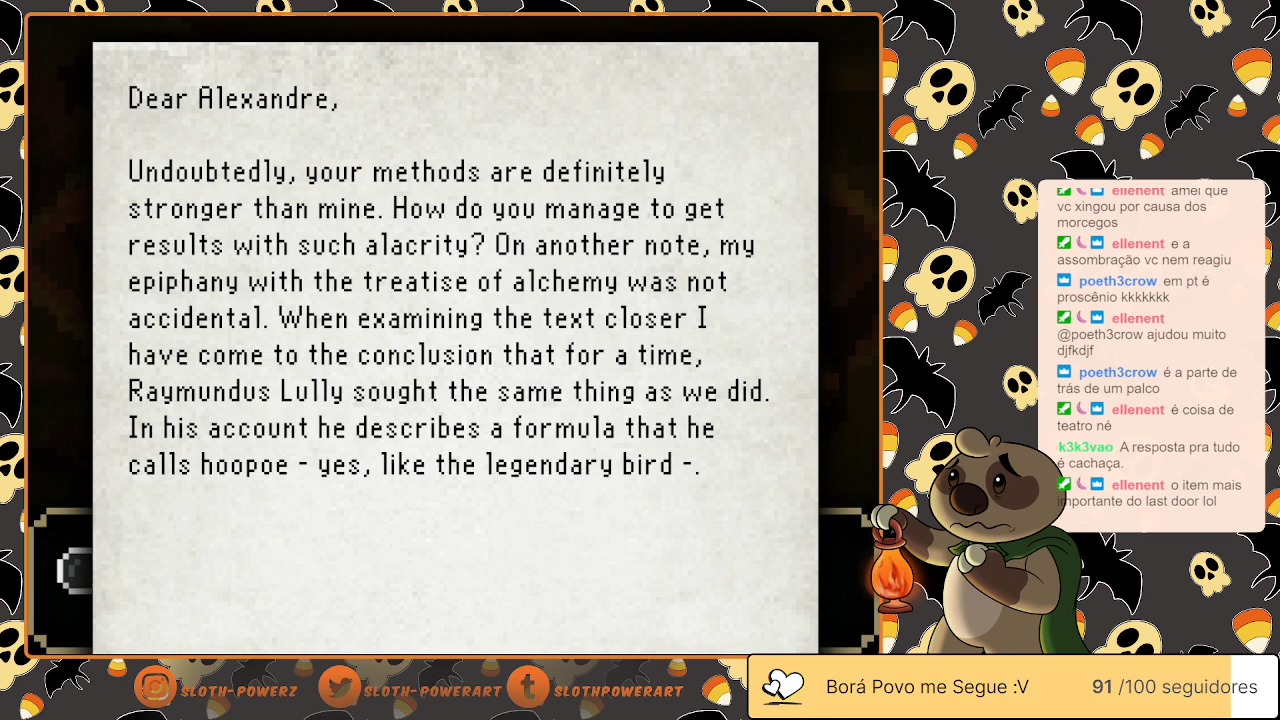 Dear Alexandre,
Undoubtedly, your methods are definitely
stronger than mine. How do you manage to get
results with such alacrity? On another note, my
epiphany with the treatise of alchemy was not
accidental. When examining the text closer I
have come to the conclusion that for a time,
Raymundus Lully sought the same thing as we did.
In his account he describes a formula that he
calls hoopoe - yes, like the legendary bird -.
ellenent amei que
vc xingou por causa dos
morcegos
ellenent e a
assombração vc nem reagiu
poeth3crow em pt é
proscênio kkkkkkk
ellenent
@poeth3crow ajudou muito
djfkdjf
poeth3crow é a parte de
trás de um palco
ellenent é coisa de
teatro né
k3k3vao A resposta pra tudo
é cachaça.
ellenent o item mais
importante do last door lol
SLOTH-POWERZ
SLOTH-POWERART
SLOTHPOWERART
Borá Povo me Segue :V
91 /100 seguidores